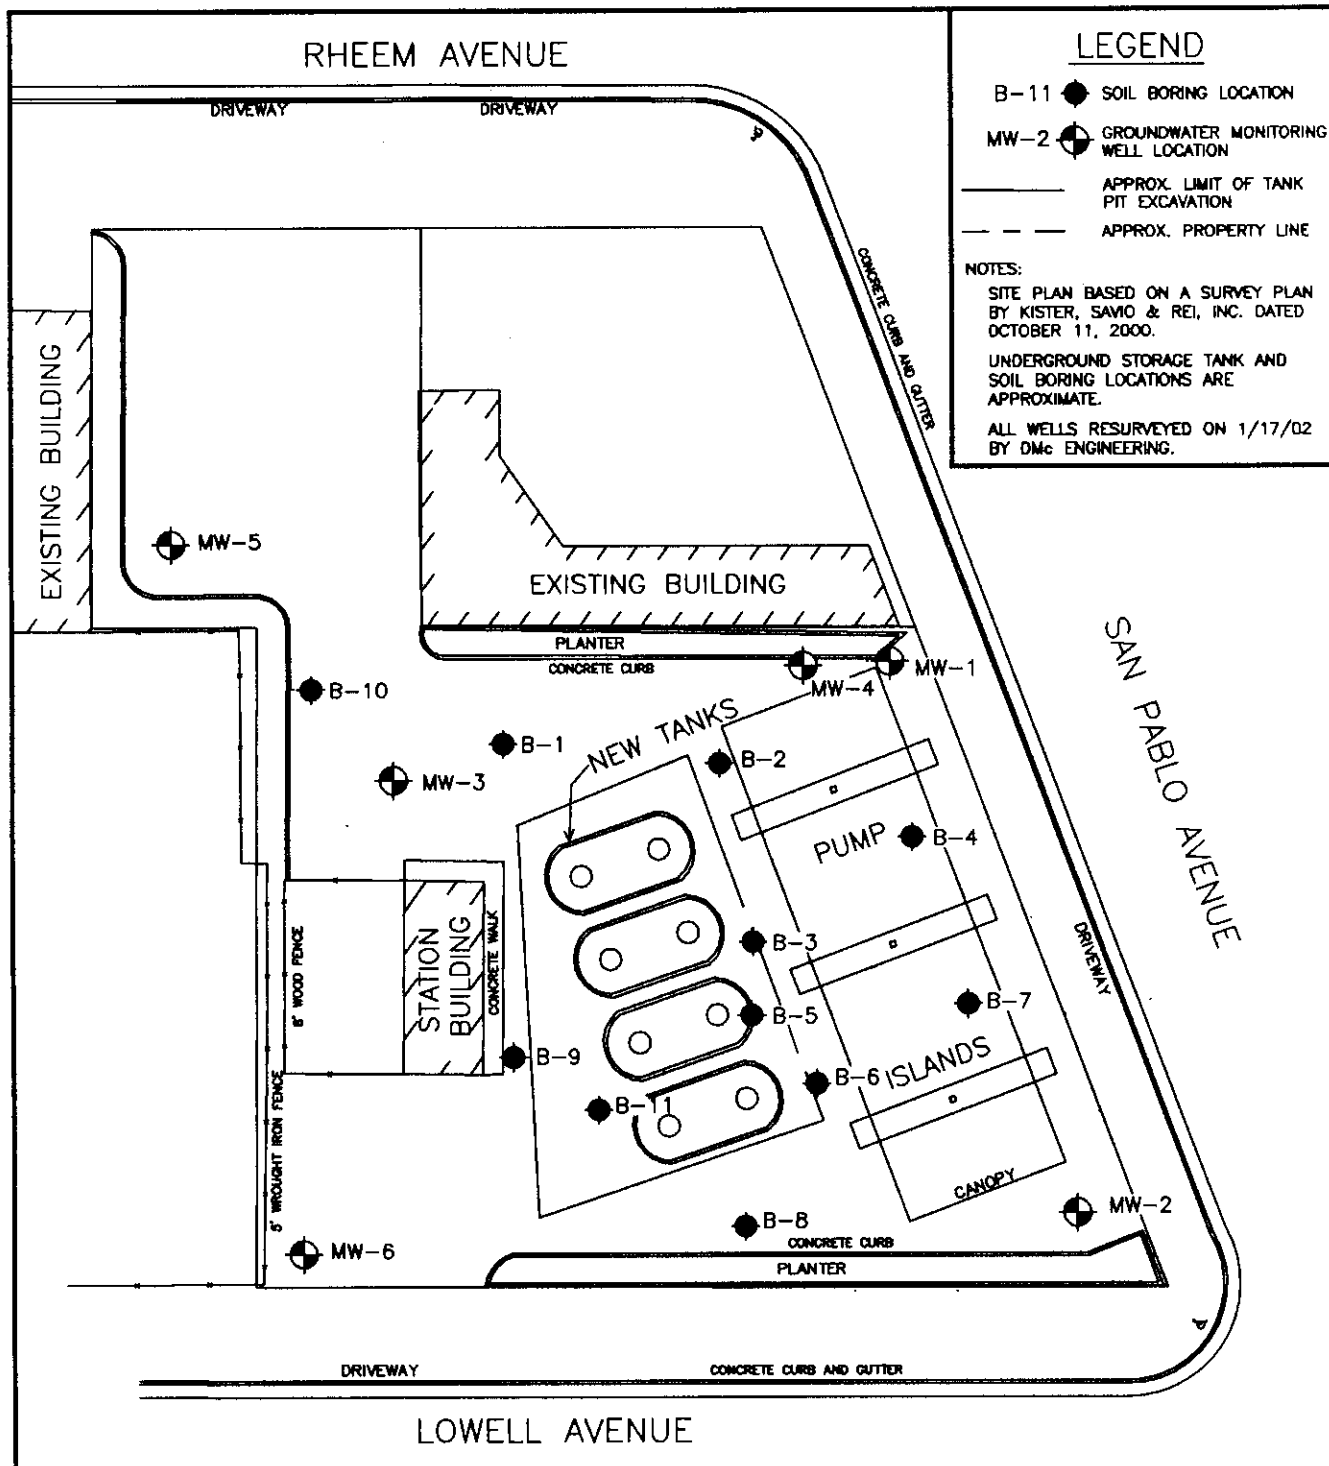 RHEEM AVENUE
DRIVEWAY
DRIVEWAY
LEGEND
B-11 SOIL BORING LOCATION
MW-2 GROUNDWATER MONITORING
WELL LOCATION
APPROX. LIMIT OF TANK
PIT EXCAVATION
APPROX. PROPERTY LINE
NOTES:
SITE PLAN BASED ON A SURVEY PLAN
BY KISTER, SAVIO & REI, INC. DATED
OCTOBER 11, 2000.
UNDERGROUND STORAGE TANK AND
SOIL BORING LOCATIONS ARE
APPROXIMATE.
ALL WELLS RESURVEYED ON 1/17/02
BY DMc ENGINEERING.
CONCRETE CURB AND GUTTER
EXISTING BUILDING
MW-5
EXISTING BUILDING
PLANTER
CONCRETE CURB
MW-4
MW-1
SAN PABLO AVENUE
B-10
B-1
NEW TANKS
B-2
MW-3
PUMP
B-4
STATION
BUILDING
CONCRETE WALK
6' WOOD FENCE
B-3
DRIVEWAY
B-5
B-7
B-9
B-6
ISLANDS
B-11
5' WROUGHT IRON FENCE
CANOPY
MW-2
B-8
CONCRETE CURB
MW-6
PLANTER
DRIVEWAY
CONCRETE CURB AND GUTTER
LOWELL AVENUE